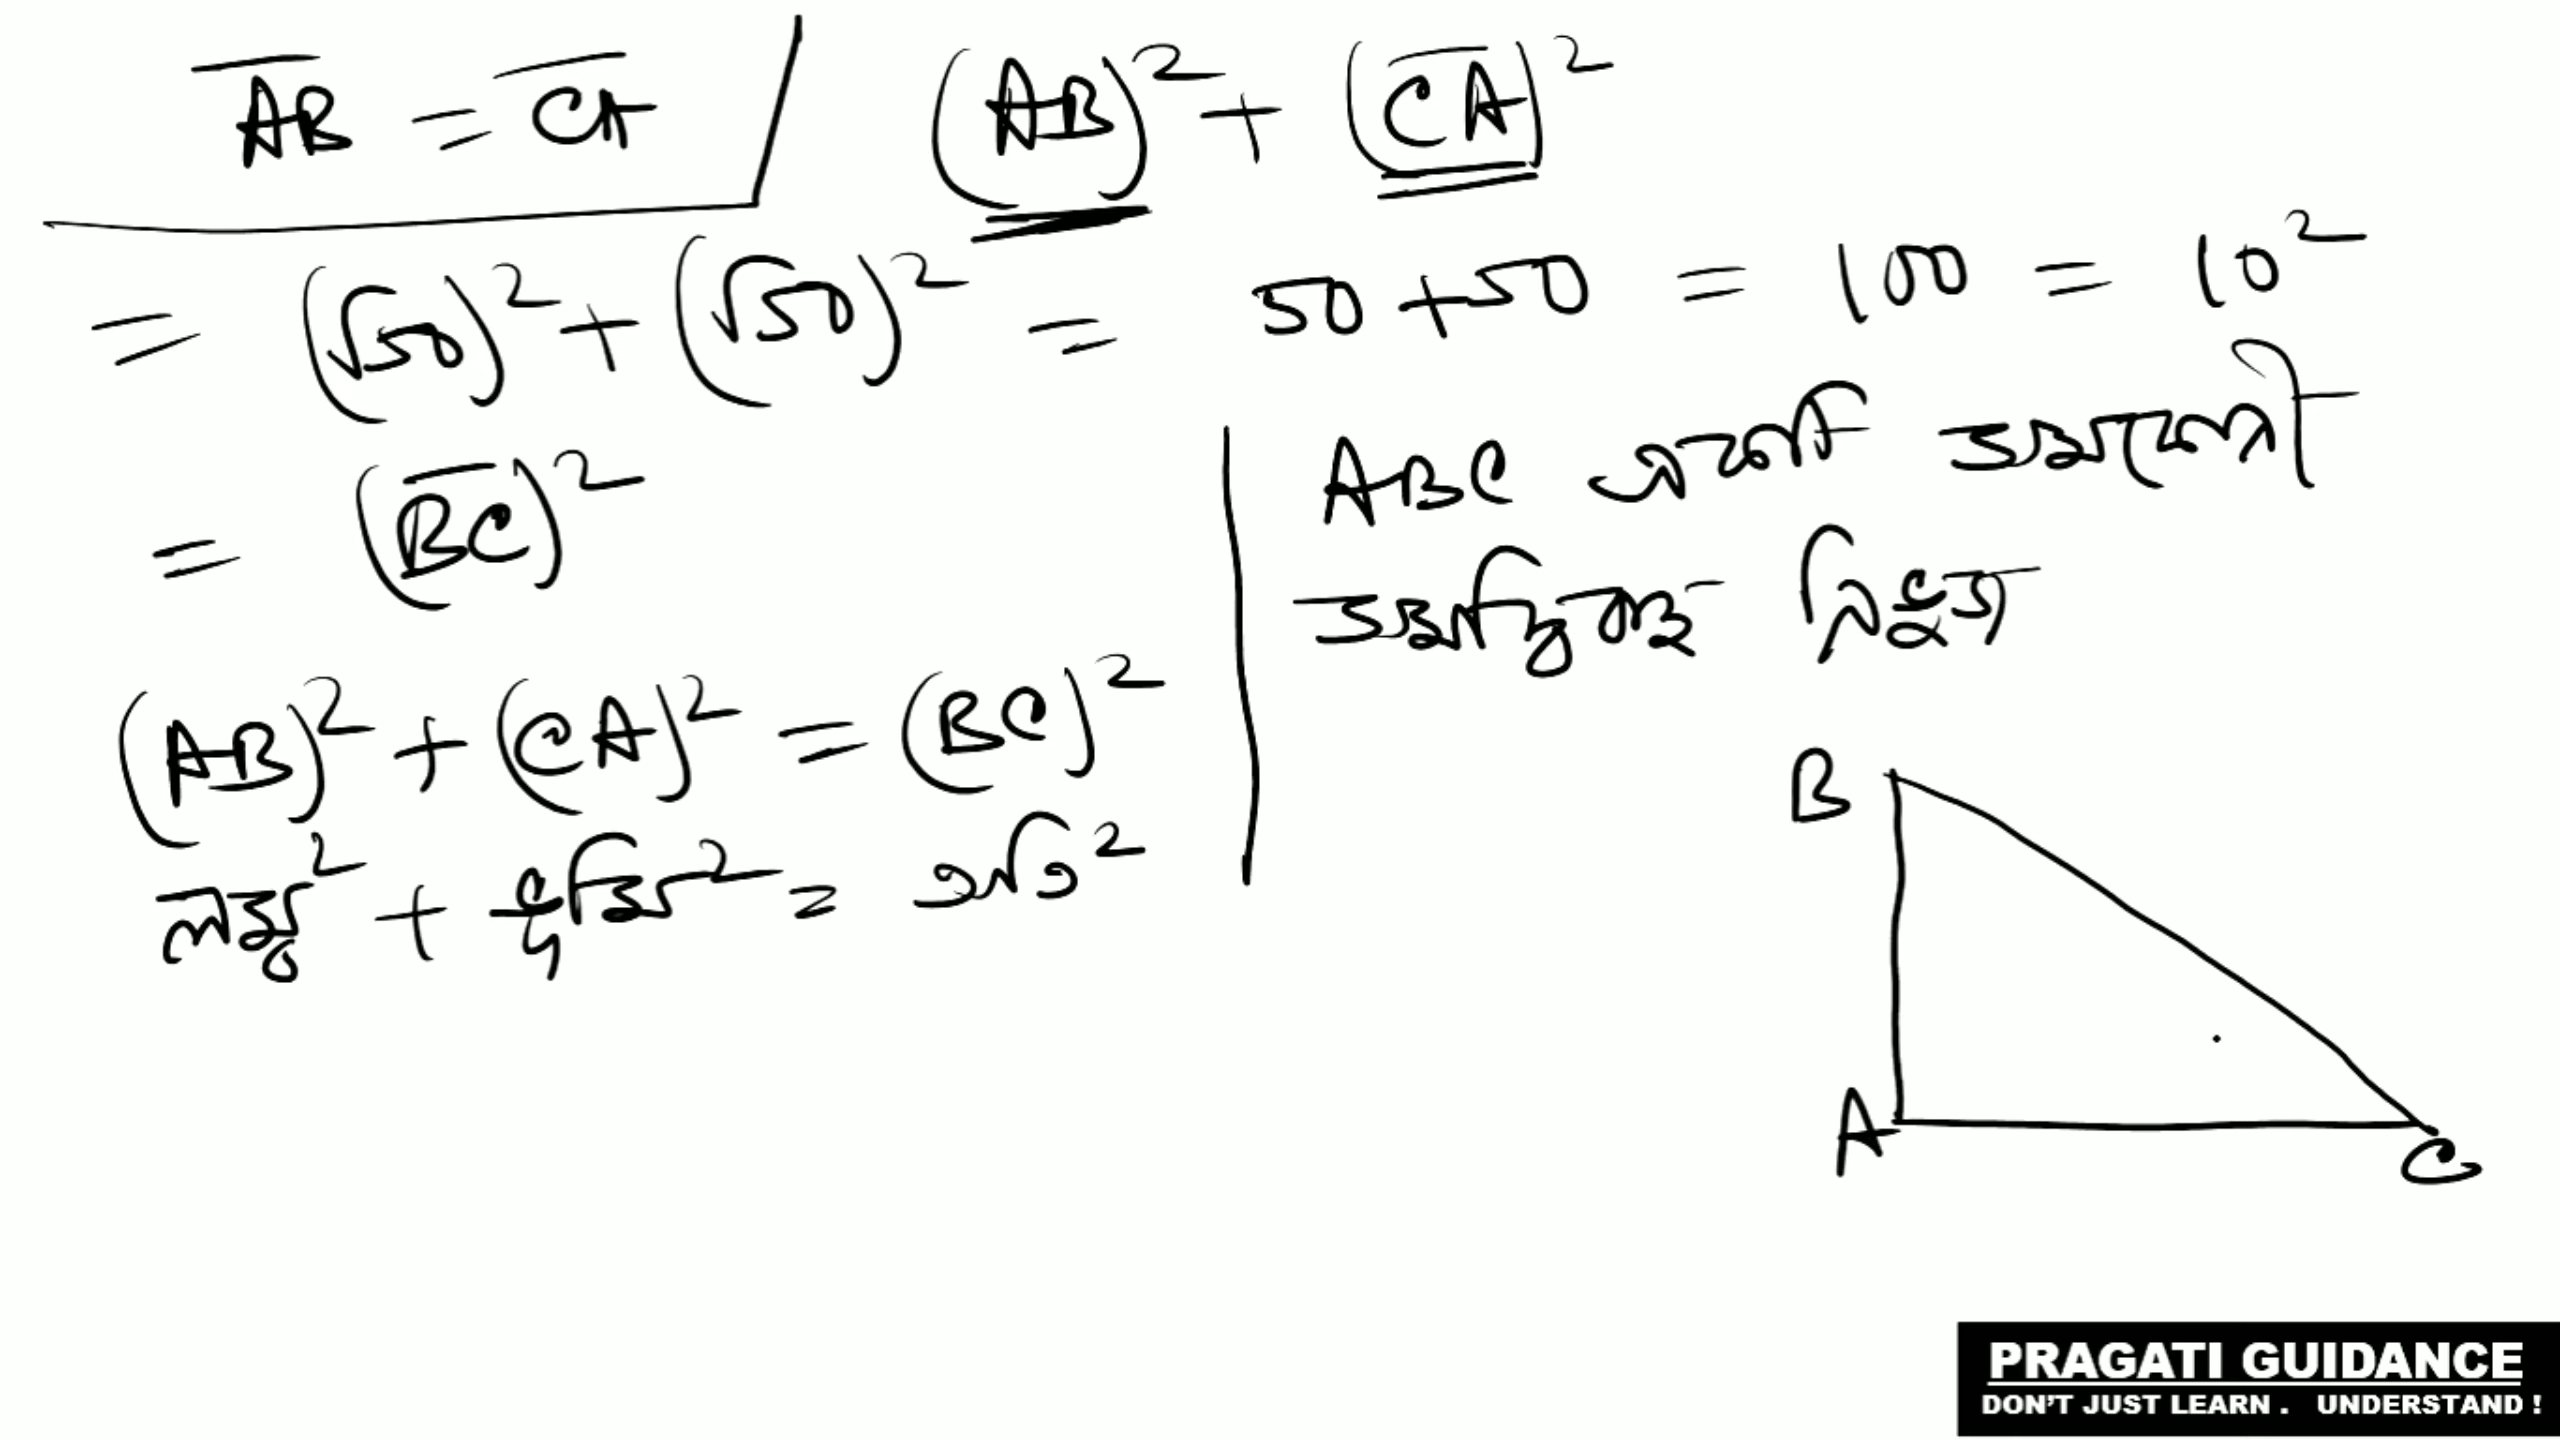 AB = CA
(AB)² + (CA)²
= (√50)² + (√50)² = 50 + 50 = 100 = 10²
= (BC)²
ABC একটি সমকোণী
সমদ্বিবাহু ত্রিভুজ
(AB)² + (CA)² = (BC)²
লম্ব² + ভূমি² = অতি²
B
A
C
PRAGATI GUIDANCE
DON'T JUST LEARN. UNDERSTAND!